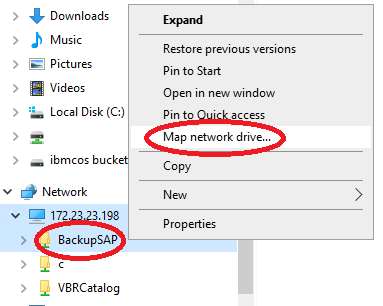 Downloads
Music
Pictures
Videos
Local Disk (C:)
ibmcos bucket
Network
172.23.23.198
BackupSAP
c
VBRCatalog
Expand
Restore previous versions
Pin to Start
Open in new window
Pin to Quick access
Map network drive...
Copy
New
Properties